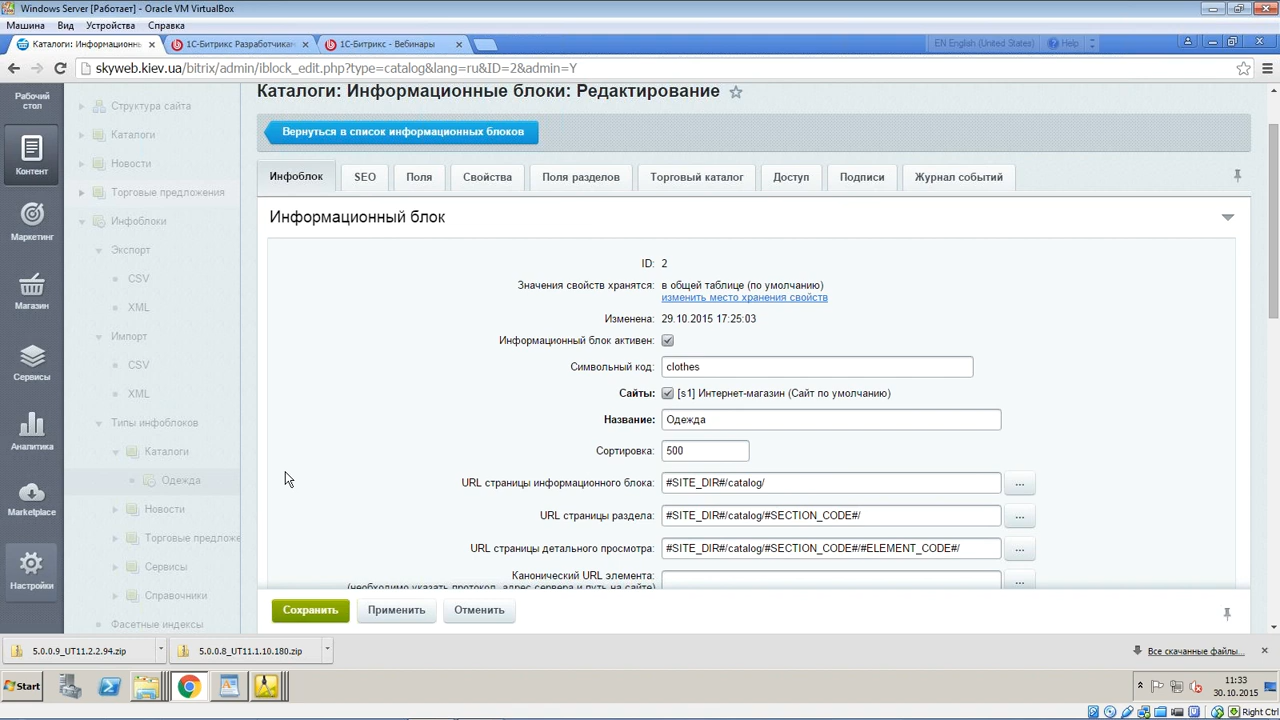 Windows Server [Работает] - Oracle VM VirtualBox
Машина Вид Устройства Справка
Каталоги: Информационн
1С-Битрикс Разработчикам
1С-Битрикс - Вебинары
EN English (United States)
Help
skyweb.kiev.ua/bitrix/admin/iblock_edit.php?type=catalog&lang=ru&ID=2&admin=Y
Рабочий
стол
Контент
Маркетинг
Магазин
Сервисы
Аналитика
Marketplace
Настройки
Структура сайта
Каталоги
Новости
Торговые предложения
Инфоблоки
Экспорт
CSV
XML
Импорт
CSV
XML
Типы инфоблоков
Каталоги
Одежда
Новости
Торговые предложе
Сервисы
Справочники
Фасетные индексы
Каталоги: Информационные блоки: Редактирование
Вернуться в список информационных блоков
Инфоблок SEO Поля Свойства Поля разделов Торговый каталог Доступ Подписи Журнал событий
Информационный блок
ID: 2
Значения свойств хранятся: в общей таблице (по умолчанию)
изменить место хранения свойств
Изменена: 29.10.2015 17:25:03
Информационный блок активен:
Символьный код: clothes
Сайты: [s1] Интернет-магазин (Сайт по умолчанию)
Название: Одежда
Сортировка: 500
URL страницы информационного блока: #SITE_DIR#/catalog/ ...
URL страницы раздела: #SITE_DIR#/catalog/#SECTION_CODE#/ ...
URL страницы детального просмотра: #SITE_DIR#/catalog/#SECTION_CODE#/#ELEMENT_CODE#/ ...
Канонический URL элемента: ...
(необходимо указать протокол, адрес сервера и путь на сайте)
Сохранить Применить Отменить
5.0.0.9_UT11.2.2.94.zip
5.0.0.8_UT11.1.10.180.zip
Все скачанные файлы...
Start
11:33
30.10.2015
Right Ctrl